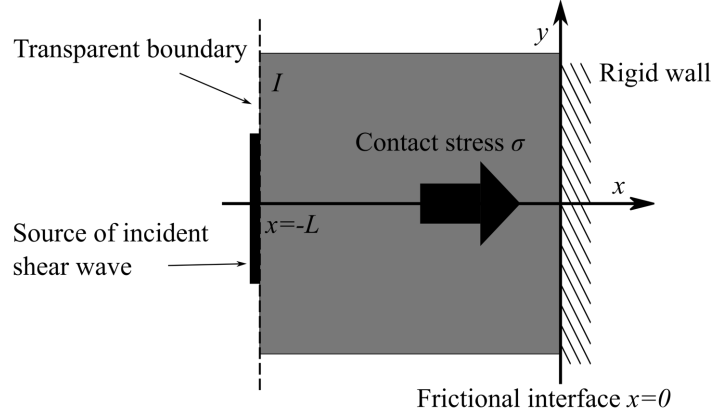 y
Transparent boundary
I
Rigid wall
Contact stress σ
x
x=-L
Source of incident
shear wave
Frictional interface x=0